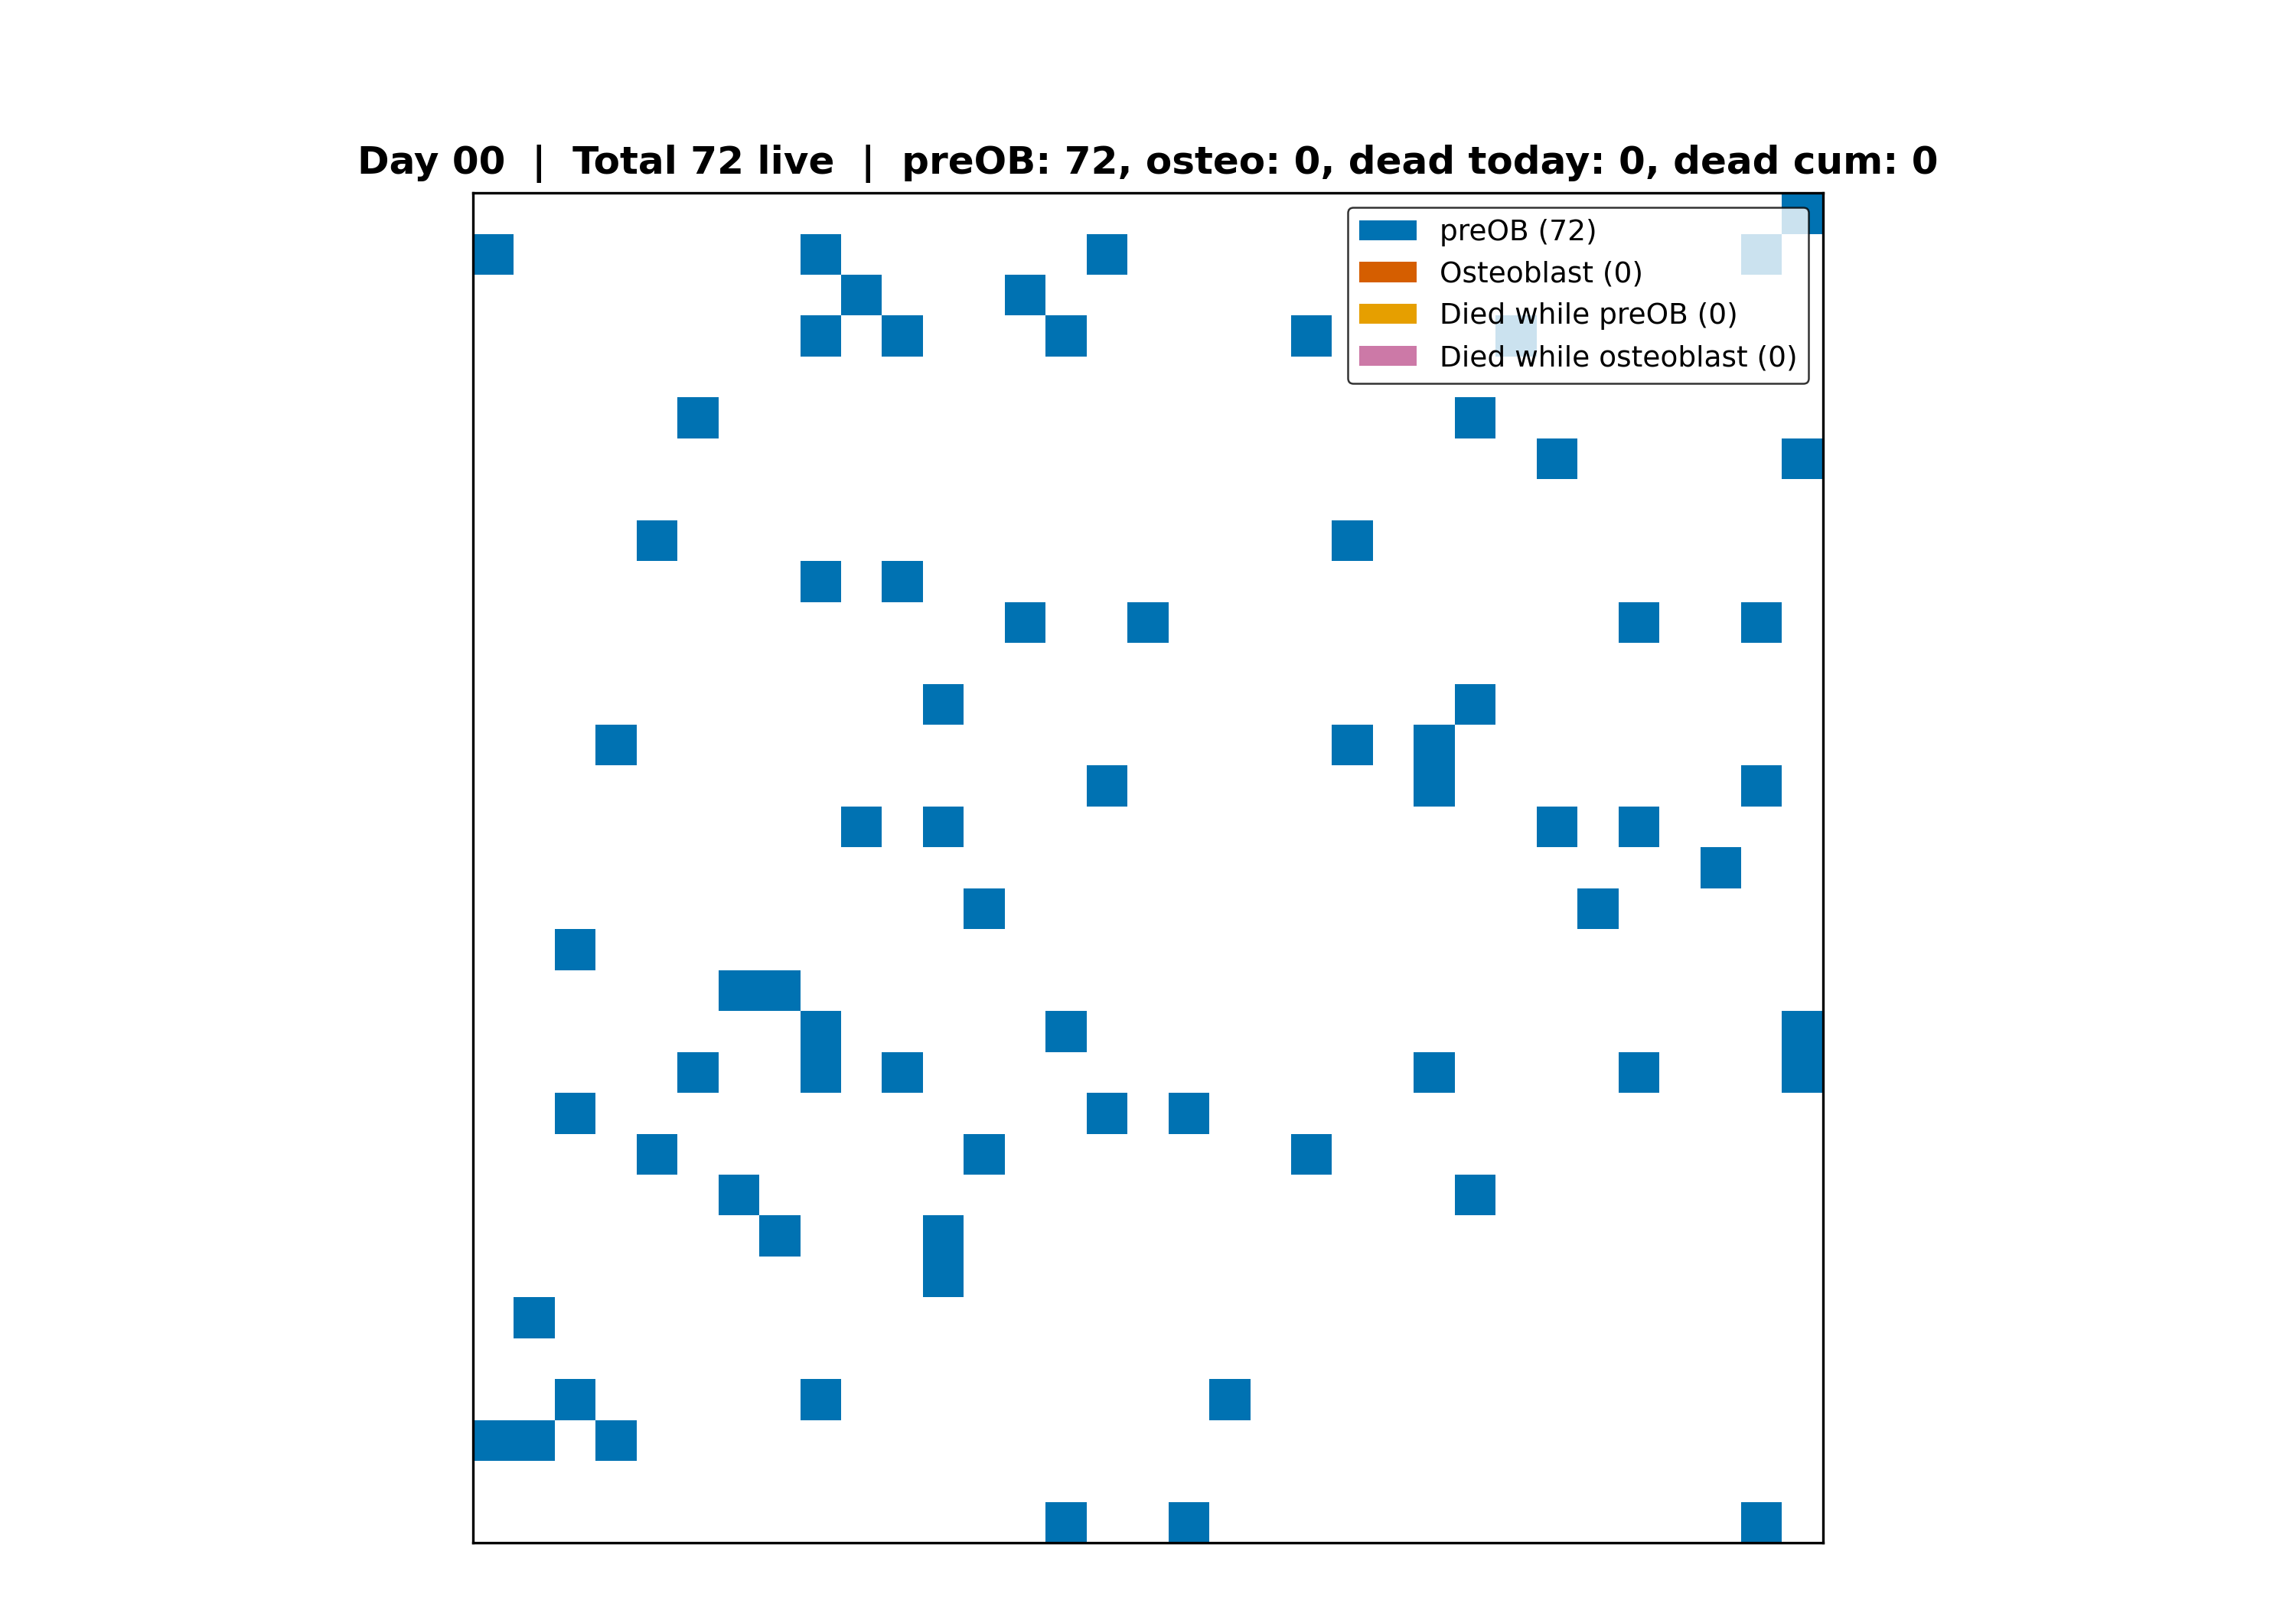 Day 00 | Total 72 live | preOB: 72, osteo: 0, dead today: 0, dead cum: 0
preOB (72)
Osteoblast (0)
Died while preOB (0)
Died while osteoblast (0)